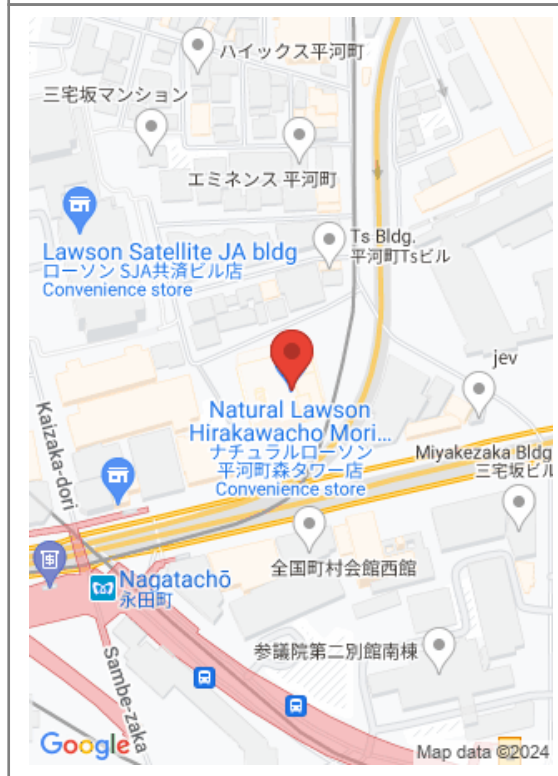 ハイックス平河町
三宅坂マンション
エミネンス 平河町
Ts Bldg.
平河町Tsビル
Lawson Satellite JA bldg
ローソン SJA共済ビル店
Convenience store
jev
Kaizaka-dori
Natural Lawson
Hirakawacho Mori...
ナチュラルローソン
平河町森タワー店
Convenience store
Miyakezaka Bldg
三宅坂ビル
全国町村会館西館
Nagatachō
永田町
参議院第二別館南棟
Sambe-zaka
Google
Map data ©2024